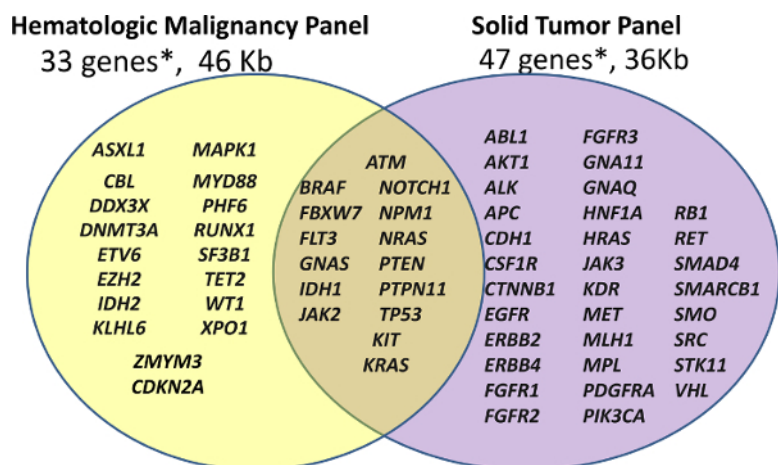 Hematologic Malignancy Panel
33 genes*, 46 Kb
Solid Tumor Panel
47 genes*, 36Kb
ASXL1 MAPK1
CBL MYD88
DDX3X PHF6
DNMT3A RUNX1
ETV6 SF3B1
EZH2 TET2
IDH2 WT1
KLHL6 XPO1
ZMYM3
CDKN2A
ATM
BRAF NOTCH1
FBXW7 NPM1
FLT3 NRAS
GNAS PTEN
IDH1 PTPN11
JAK2 TP53
KIT
KRAS
ABL1 FGFR3
AKT1 GNA11
ALK GNAQ
APC HNF1A RB1
CDH1 HRAS RET
CSF1R JAK3 SMAD4
CTNNB1 KDR SMARCB1
EGFR MET SMO
ERBB2 MLH1 SRC
ERBB4 MPL STK11
FGFR1 PDGFRA VHL
FGFR2 PIK3CA